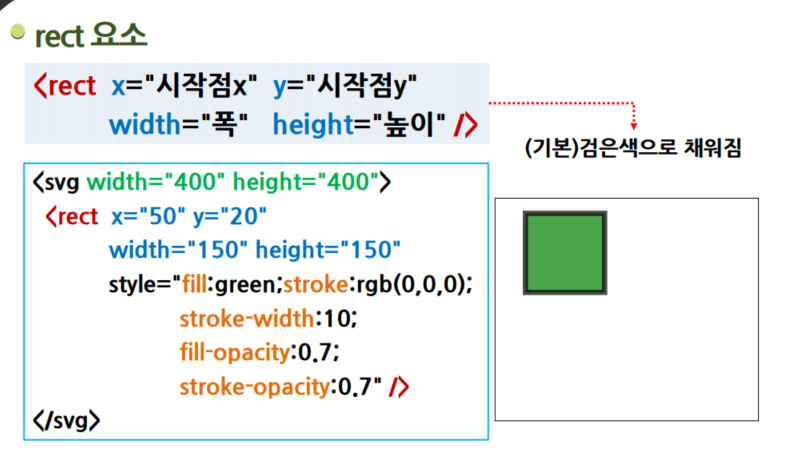 rect 요소
<rect x="시작점x" y="시작점y"
width="폭" height="높이" />
(기본)검은색으로 채워짐
<svg width="400" height="400">
<rect x="50" y="20"
width="150" height="150"
style="fill:green;stroke:rgb(0,0,0);
stroke-width:10;
fill-opacity:0.7;
stroke-opacity:0.7" />
</svg>